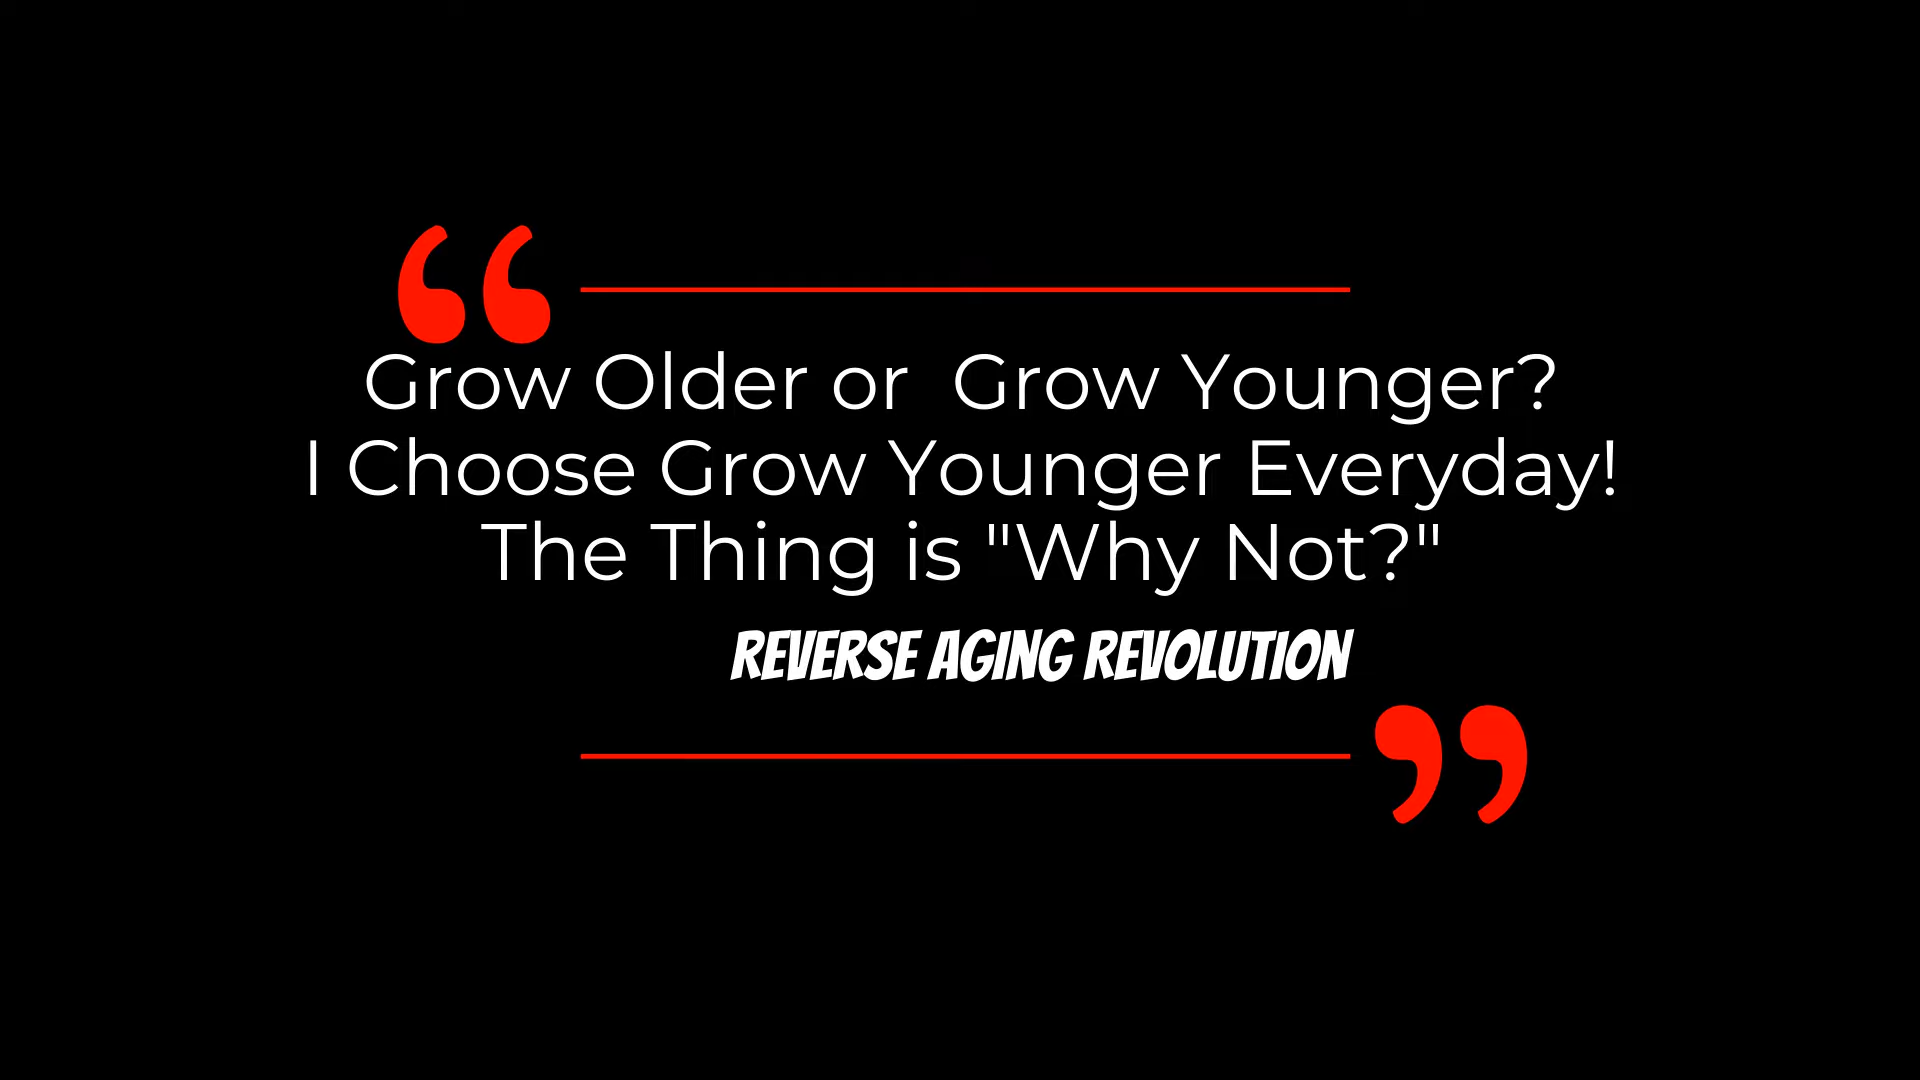 Grow Older or  Grow Younger?
I Choose Grow Younger Everyday!
The Thing is "Why Not?"
REVERSE AGING REVOLUTION